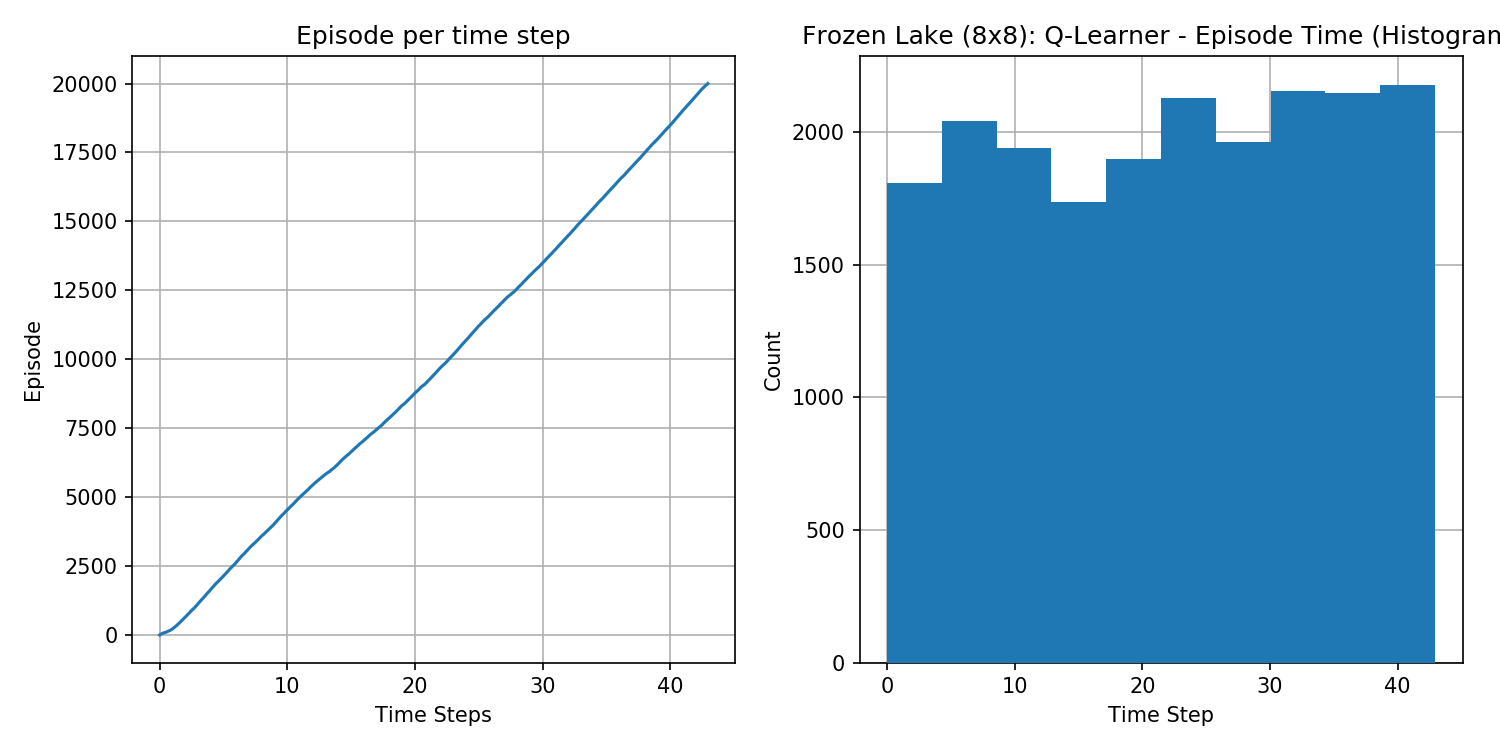 Episode per time step
20000
17500
15000
12500
10000
7500
5000
2500
0
Episode
0 10 20 30 40
Time Steps
Frozen Lake (8x8): Q-Learner - Episode Time (Histogran
2000
1500
1000
500
0
Count
0 10 20 30 40
Time Step